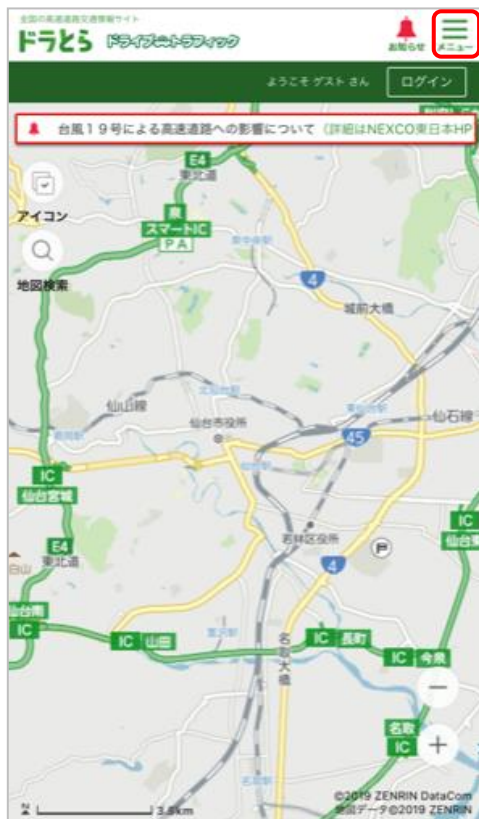 全国の高速道路交通情報サイト
ドラとら ドライブ トラフィック
お知らせ
メニュー
ようこそ ゲスト さん
ログイン
台風１９号による高速道路への影響について（詳細はNEXCO東日本HP
E4
東北道
アイコン
泉
スマートIC
PA
地図検索
4
城前大橋
仙山線
仙台市役所
仙石線
45
IC
仙台宮城
若林区役所
IC
仙台東
E4
東北道
白山
P
4
仙台南
IC
IC 山田
IC 長町
名取大橋
IC 今泉
−
名取
IC
+
N
3.5km
©2019 ZENRIN DataCom
地図データ©2019 ZENRIN